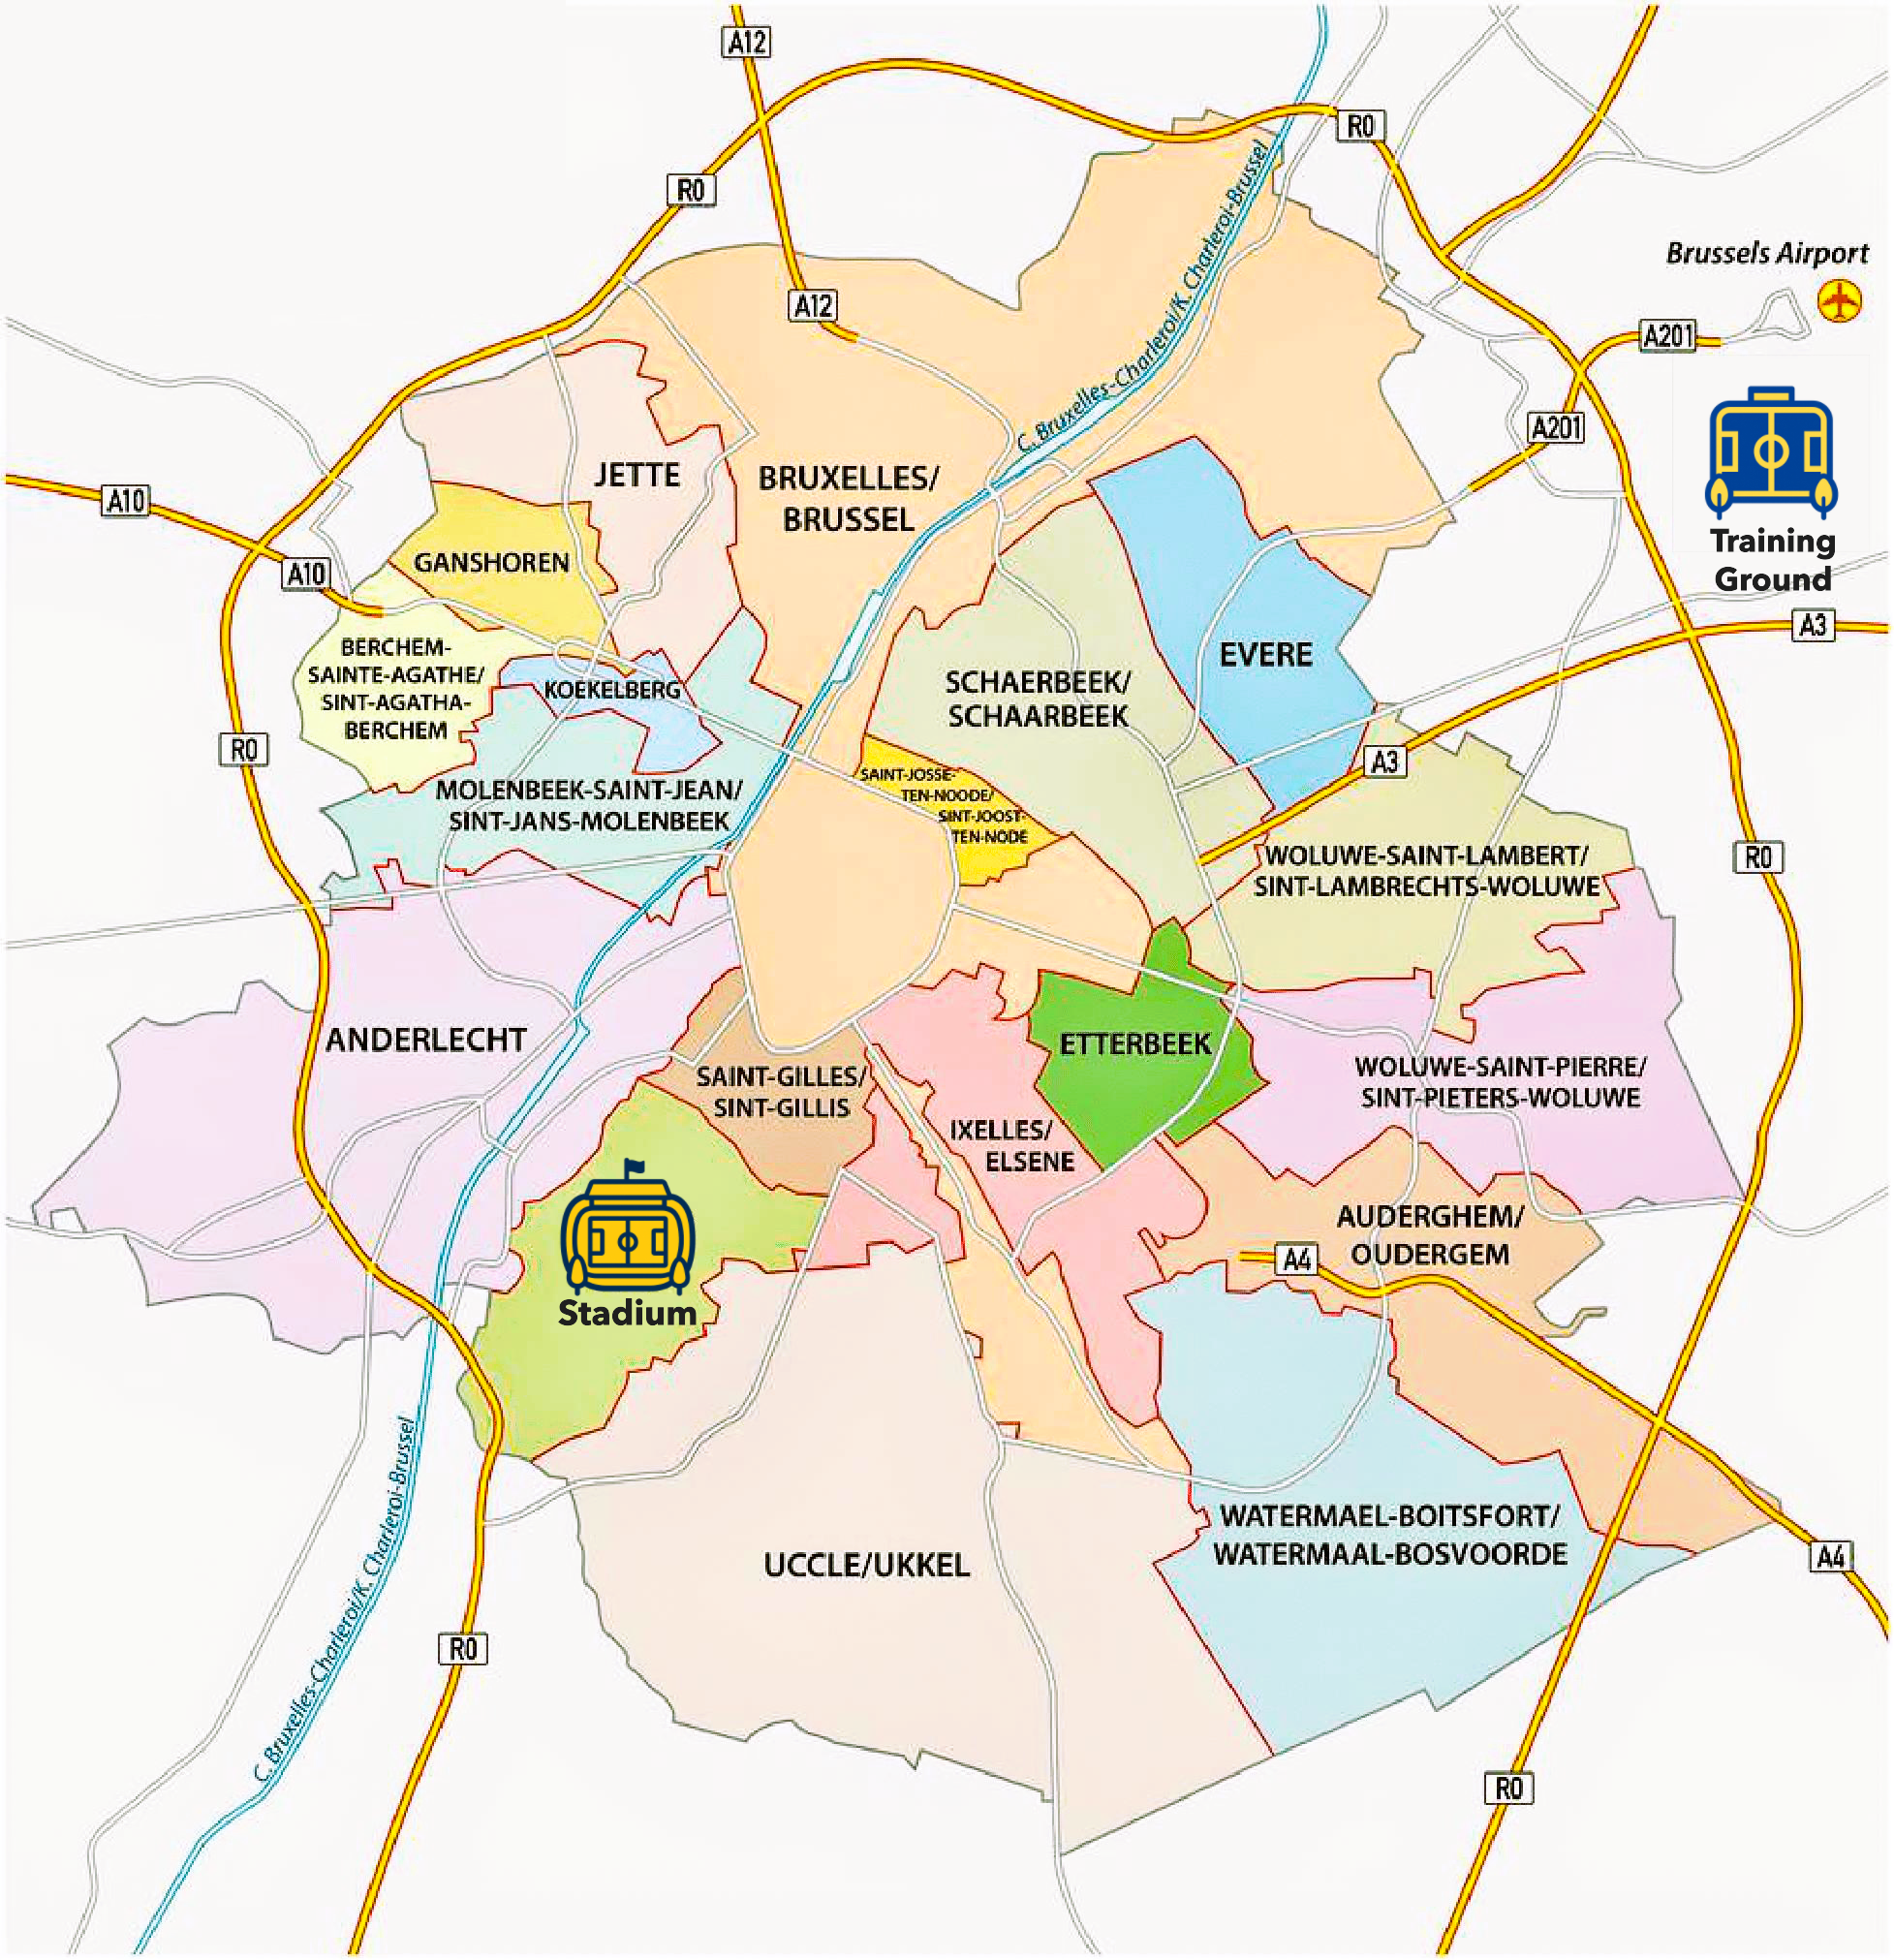 A12
R0
R0
Brussels Airport
A12
A201
C. Bruxelles-Charleroi/K. Charleroi-Brussel
A201
JETTE
BRUXELLES/
BRUSSEL
A10
Training
Ground
GANSHOREN
A10
A3
BERCHEM-
SAINTE-AGATHE/
SINT-AGATHA-
BERCHEM
EVERE
KOEKELBERG
SCHAERBEEK/
SCHAARBEEK
R0
A3
SAINT-JOSSE-
TEN-NOODE/
SINT-JOOST-
TEN-NODE
MOLENBEEK-SAINT-JEAN/
SINT-JANS-MOLENBEEK
WOLUWE-SAINT-LAMBERT/
SINT-LAMBRECHTS-WOLUWE
R0
ANDERLECHT
ETTERBEEK
SAINT-GILLES/
SINT-GILLIS
WOLUWE-SAINT-PIERRE/
SINT-PIETERS-WOLUWE
IXELLES/
ELSENE
AUDERGHEM/
OUDERGEM
A4
Stadium
C. Bruxelles-Charleroi/K. Charleroi-Brussel
WATERMAEL-BOITSFORT/
WATERMAAL-BOSVOORDE
UCCLE/UKKEL
A4
R0
R0